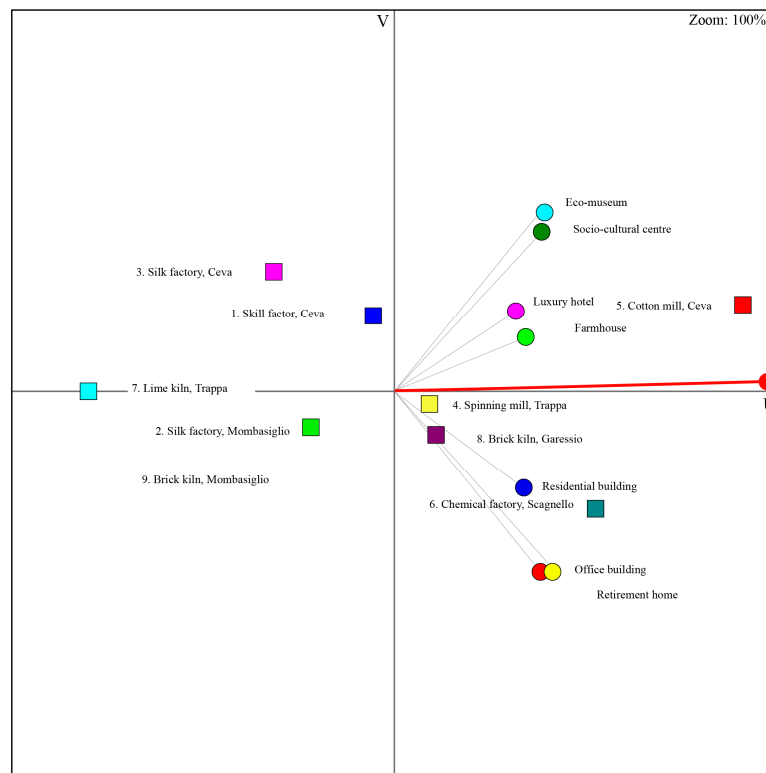 V
Zoom: 100%
Eco-museum
Socio-cultural centre
3. Silk factory, Ceva
Luxury hotel
5. Cotton mill, Ceva
1. Skill factor, Ceva
Farmhouse
7. Lime kiln, Trappa
4. Spinning mill, Trappa
2. Silk factory, Mombasiglio
8. Brick kiln, Garessio
9. Brick kiln, Mombasiglio
Residential building
6. Chemical factory, Scagnello
Office building
Retirement home